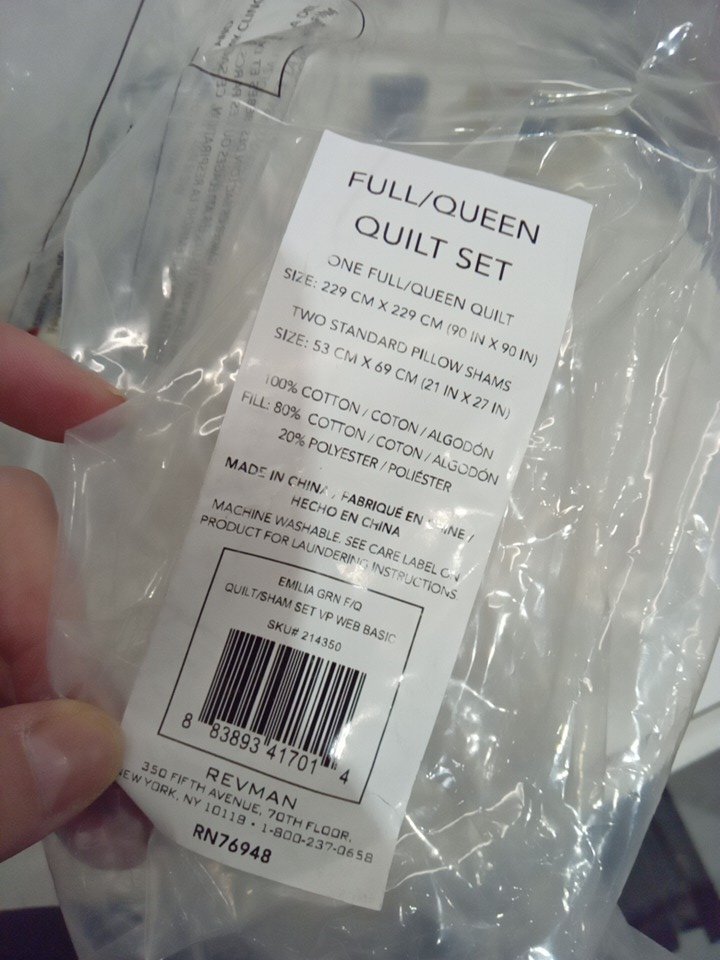 FULL/QUEEN
QUILT SET
ONE FULL/QUEEN QUILT
SIZE: 229 CM X 229 CM (90 IN X 90 IN)
TWO STANDARD PILLOW SHAMS
SIZE: 53 CM X 69 CM (21 IN X 27 IN)
100% COTTON / COTON / ALGODÓN
FILL: 80% COTTON / COTON / ALGODÓN
20% POLYESTER / POLIÉSTER
MADE IN CHINA / FABRIQUÉ EN CHINE /
HECHO EN CHINA
MACHINE WASHABLE. SEE CARE LABEL ON
PRODUCT FOR LAUNDERING INSTRUCTIONS
EMILIA GRN F/Q
QUILT/SHAM SET VP WEB BASIC
SKU# 214350
8 83893 41701 4
REVMAN
350 FIFTH AVENUE, 70TH FLOOR,
NEW YORK, NY 10118 • 1-800-237-0658
RN76948